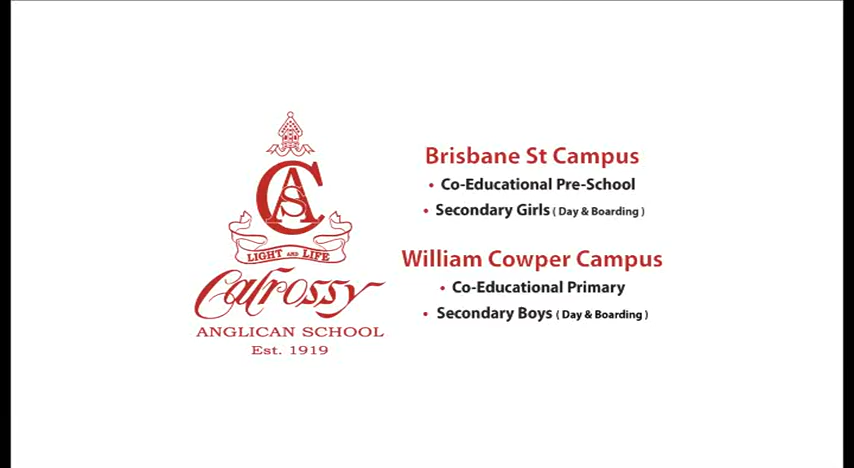 CAS
LIGHT AND LIFE
Calrossy
ANGLICAN SCHOOL
Est. 1919
Brisbane St Campus
• Co-Educational Pre-School
• Secondary Girls ( Day & Boarding )
William Cowper Campus
• Co-Educational Primary
• Secondary Boys ( Day & Boarding )